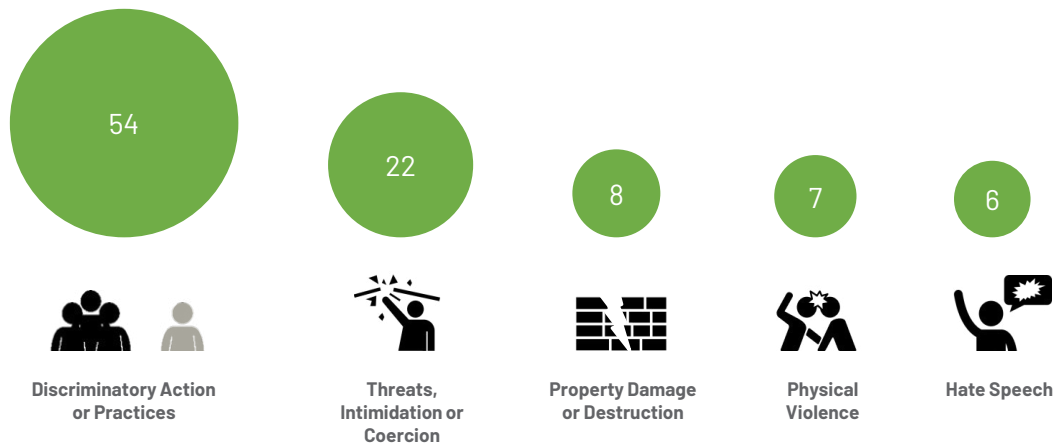 54
22
8
7
6
Discriminatory Action
or Practices
Threats,
Intimidation or
Coercion
Property Damage
or Destruction
Physical
Violence
Hate Speech